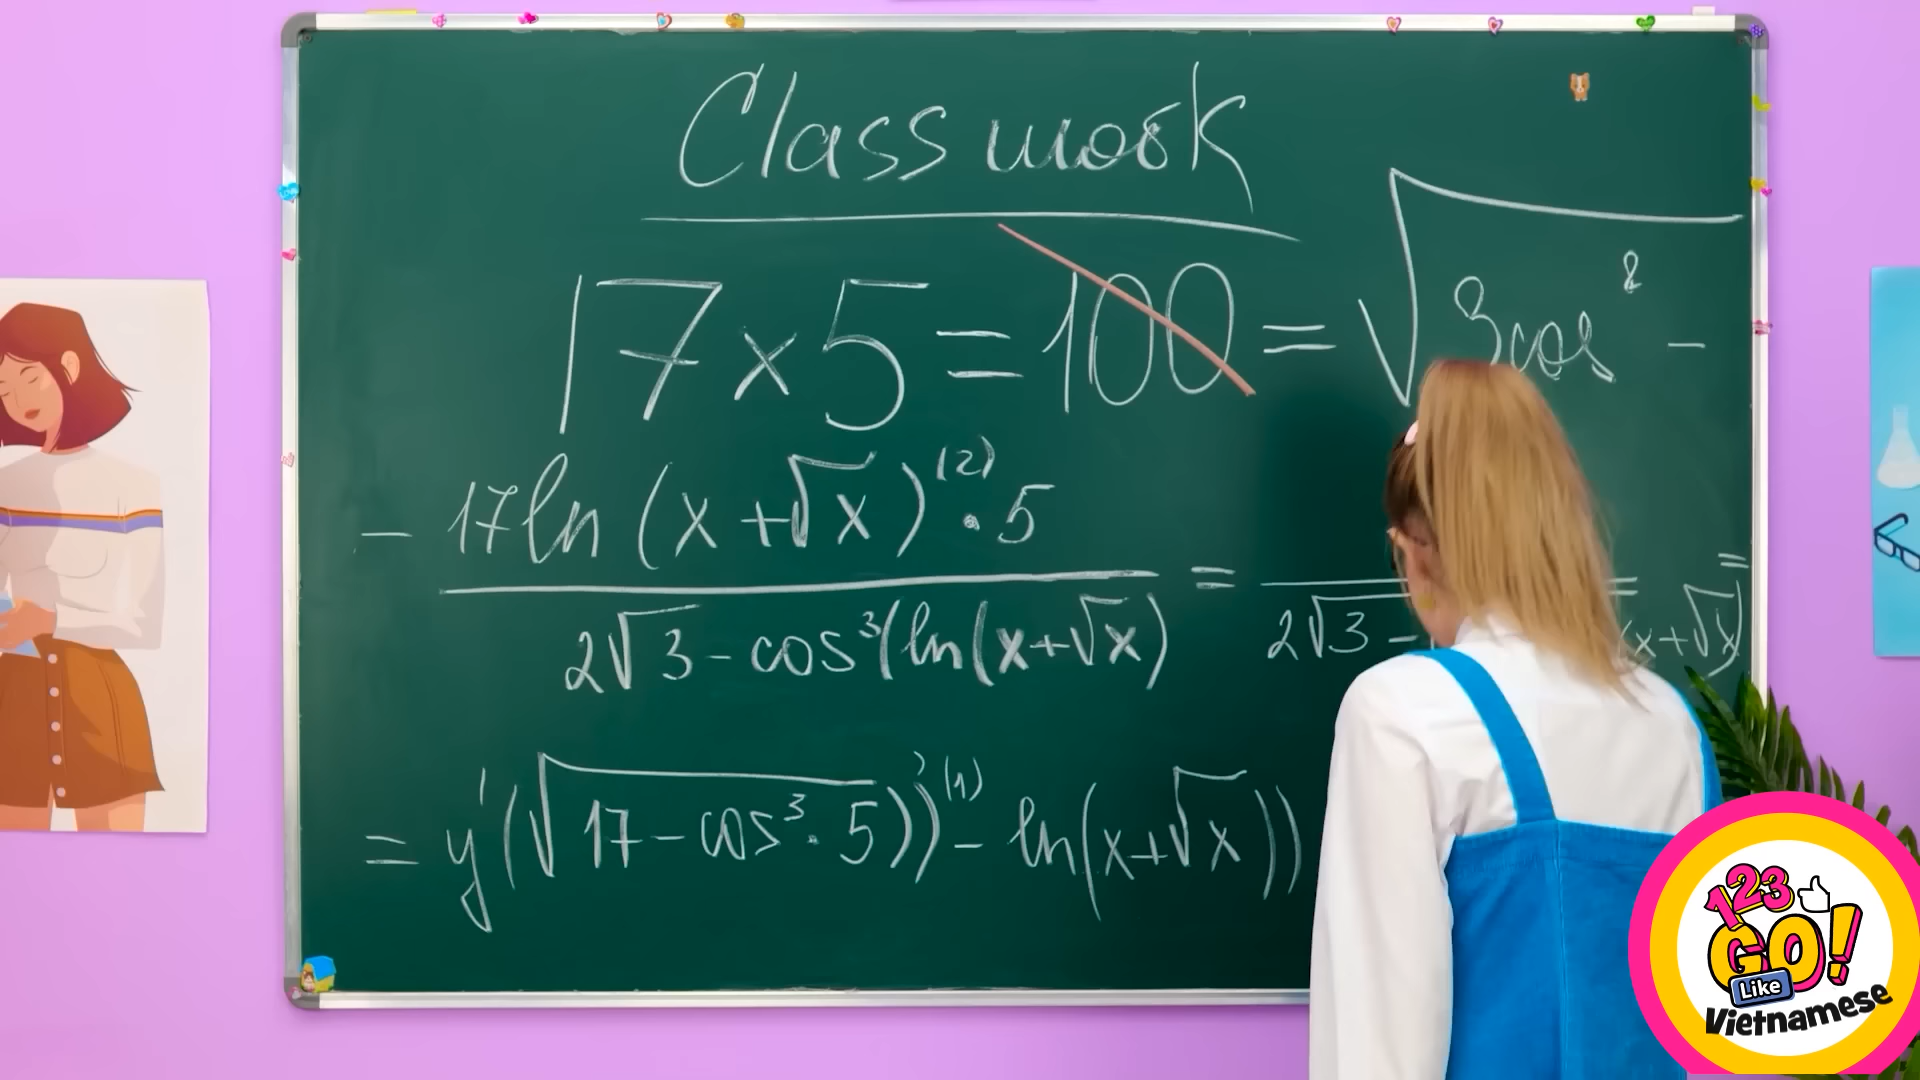 Class work
17 x 5 = 100 = √3cos⁸ -
- 17ln(x+√x)⁽²⁾ · 5
= =
2√3 - cos³(ln(x+√x)
2√3 - (x+√x)
= y'(√17-cos³·5))'⁽¹⁾ - ln(x+√x))
123
GO!
Like
Vietnamese